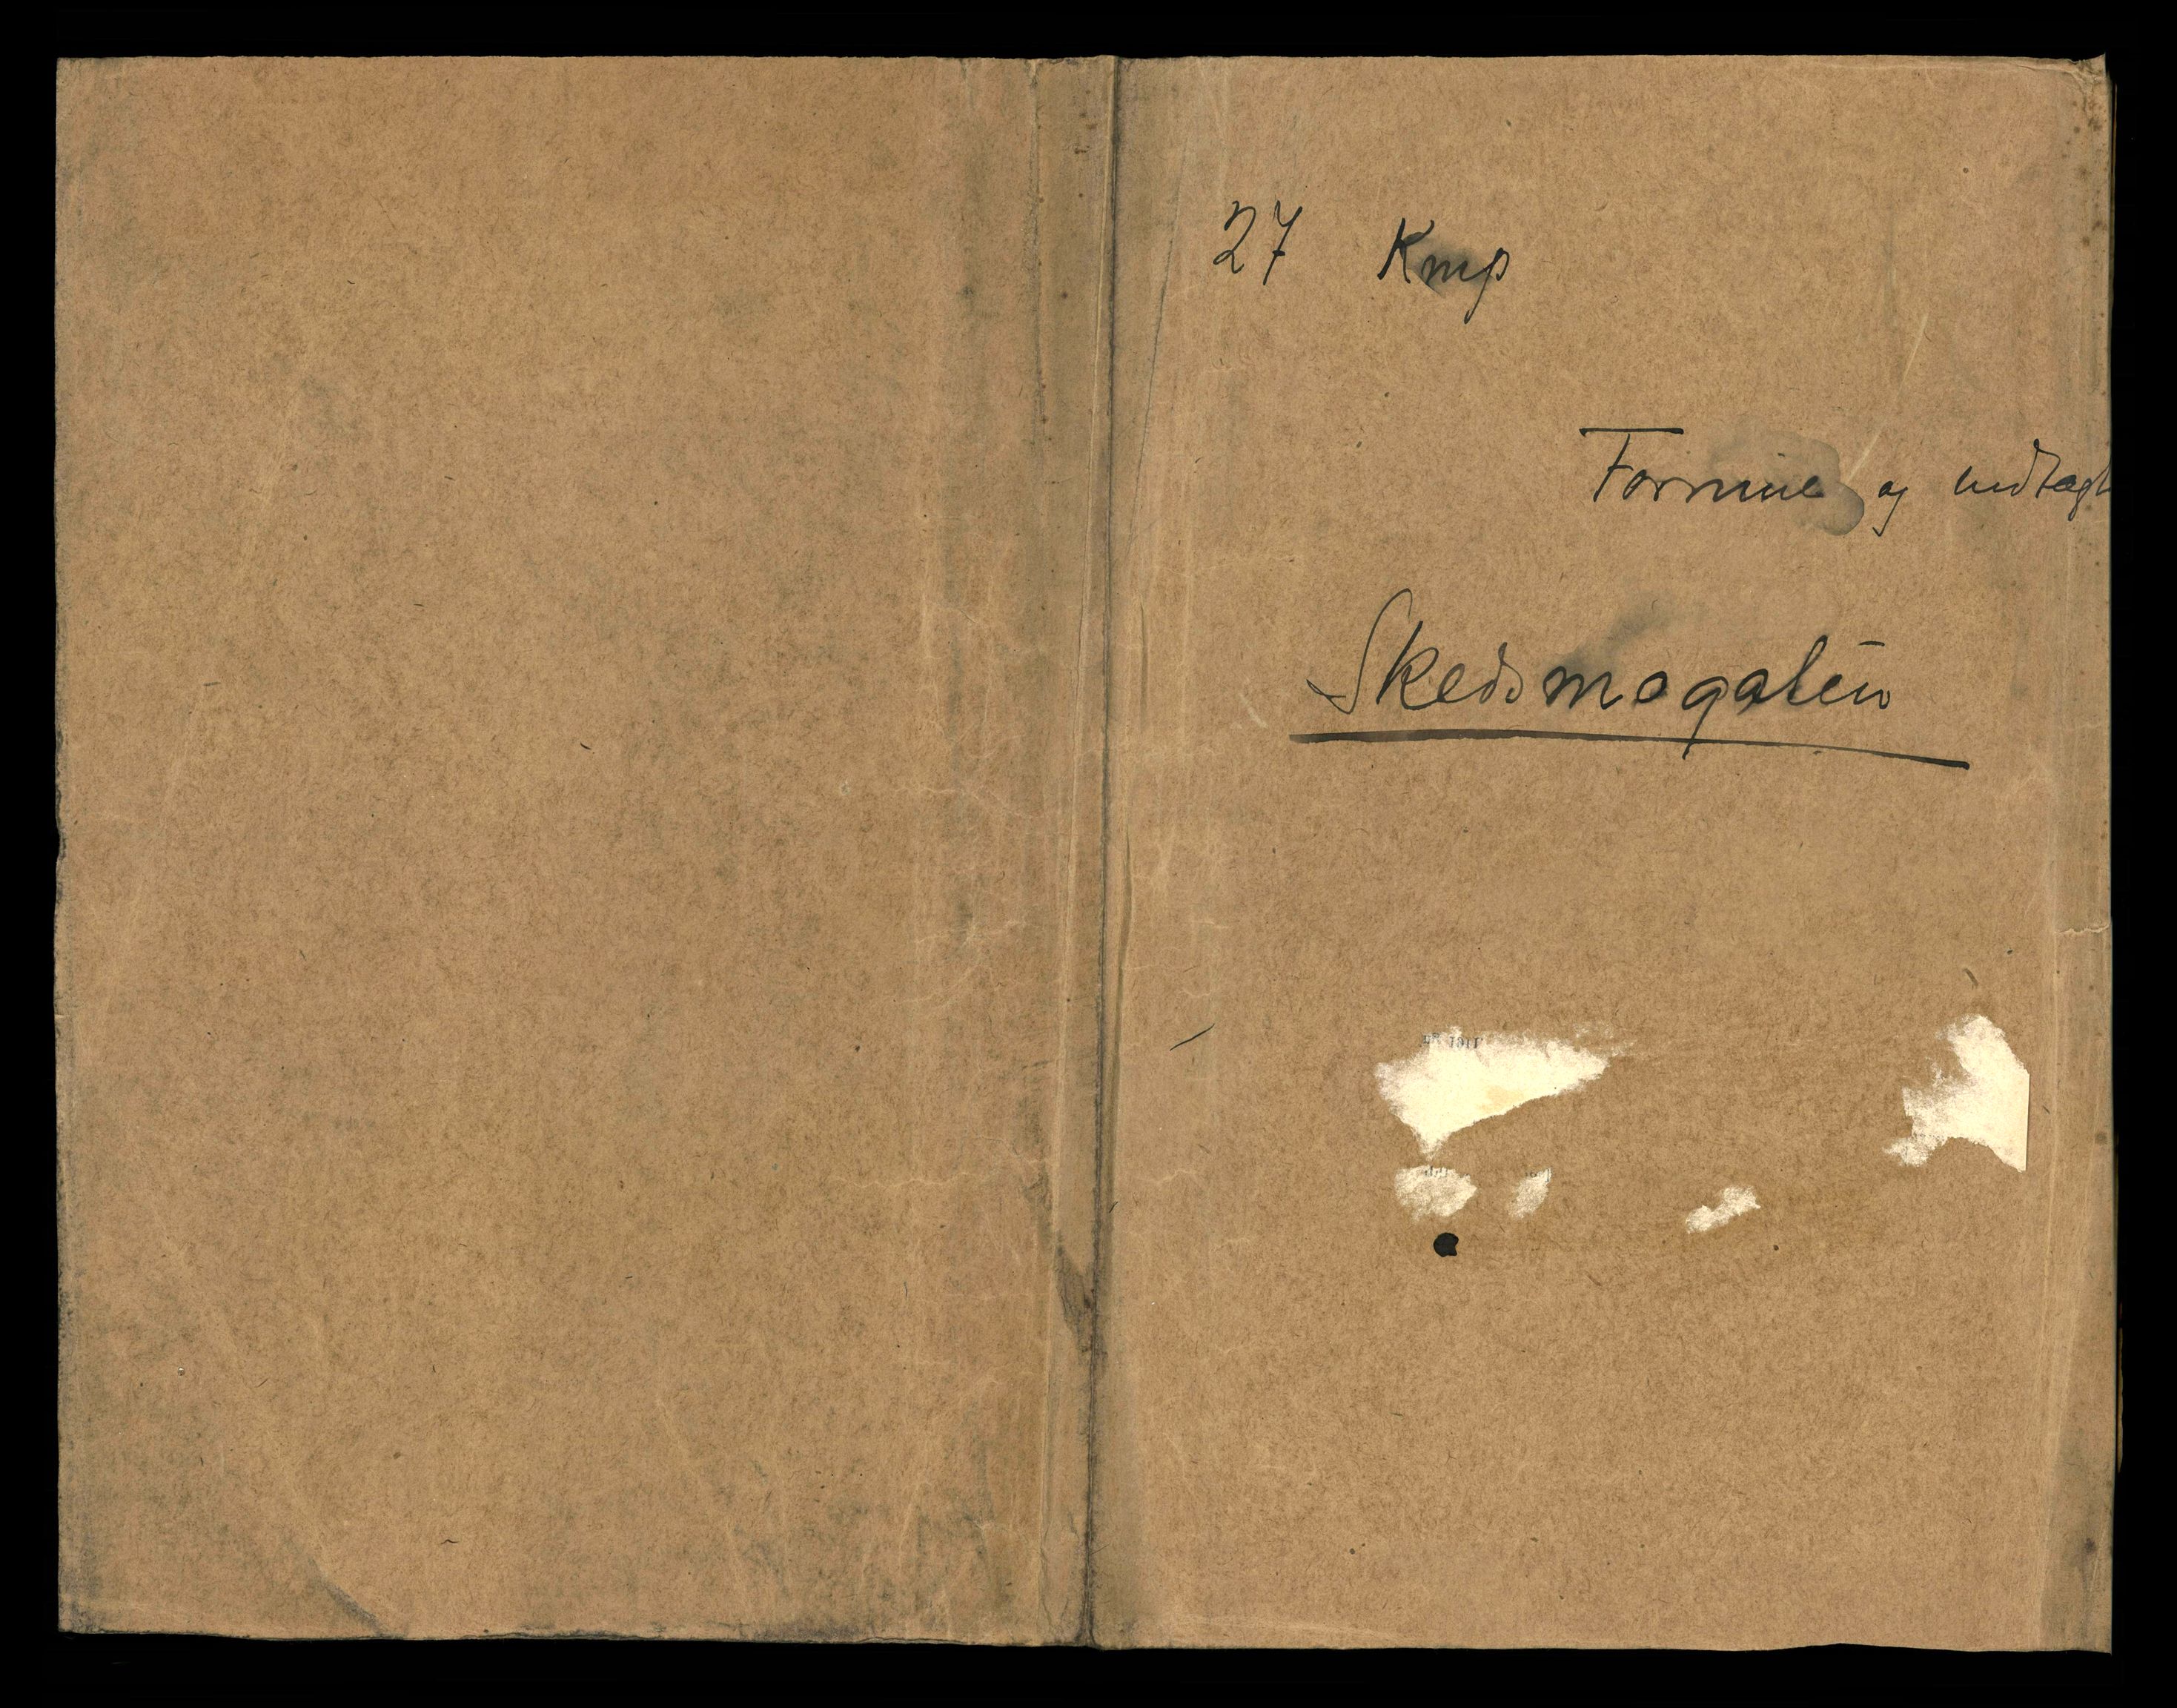 27 Kmp
Formue og indtægt
Skedsmogaten